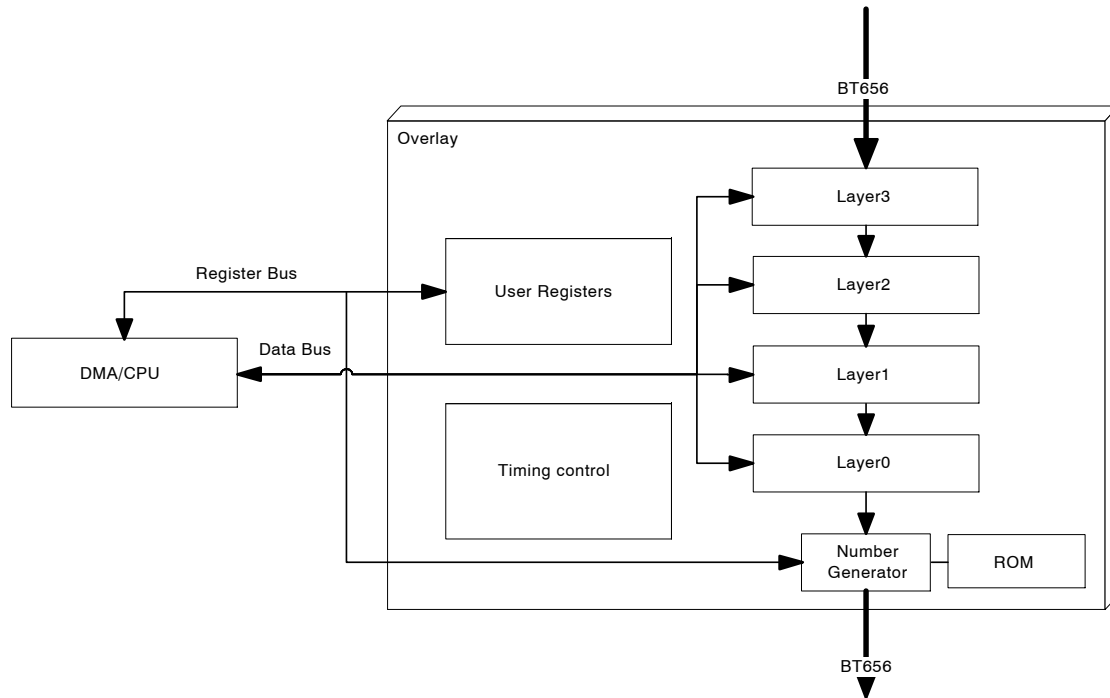 BT656
Overlay
Layer3
Register Bus
User Registers
Layer2
Data Bus
DMA/CPU
Layer1
Timing control
Layer0
Number
Generator
ROM
BT656